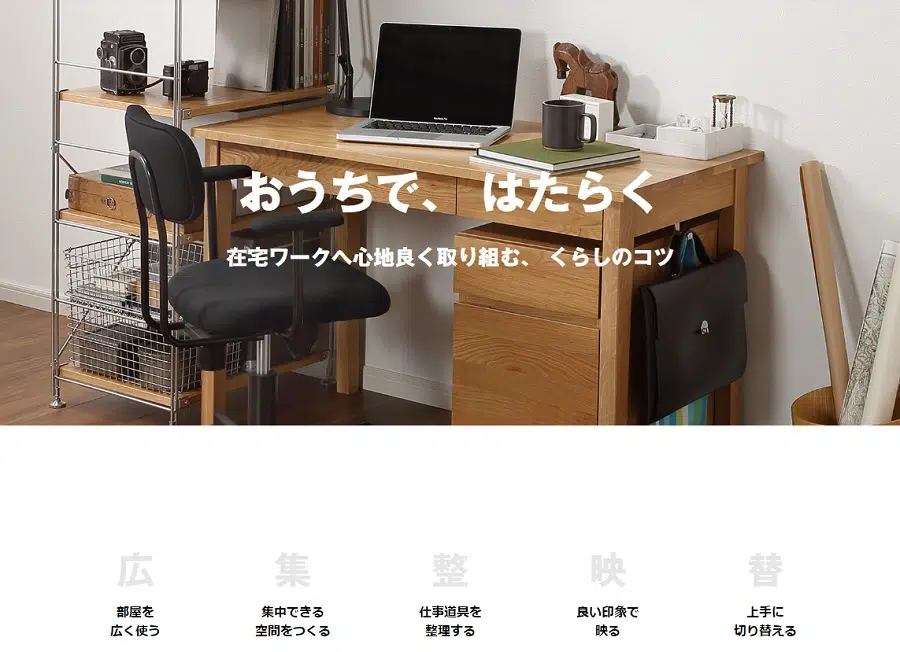 おうちで、 はたらく
在宅ワークへ心地良く取り組む、 くらしのコツ
広 集 整 映 替
部屋を 集中できる 仕事道具を 良い印象で 上手に
広く使う 空間をつくる 整理する 映る 切り替える